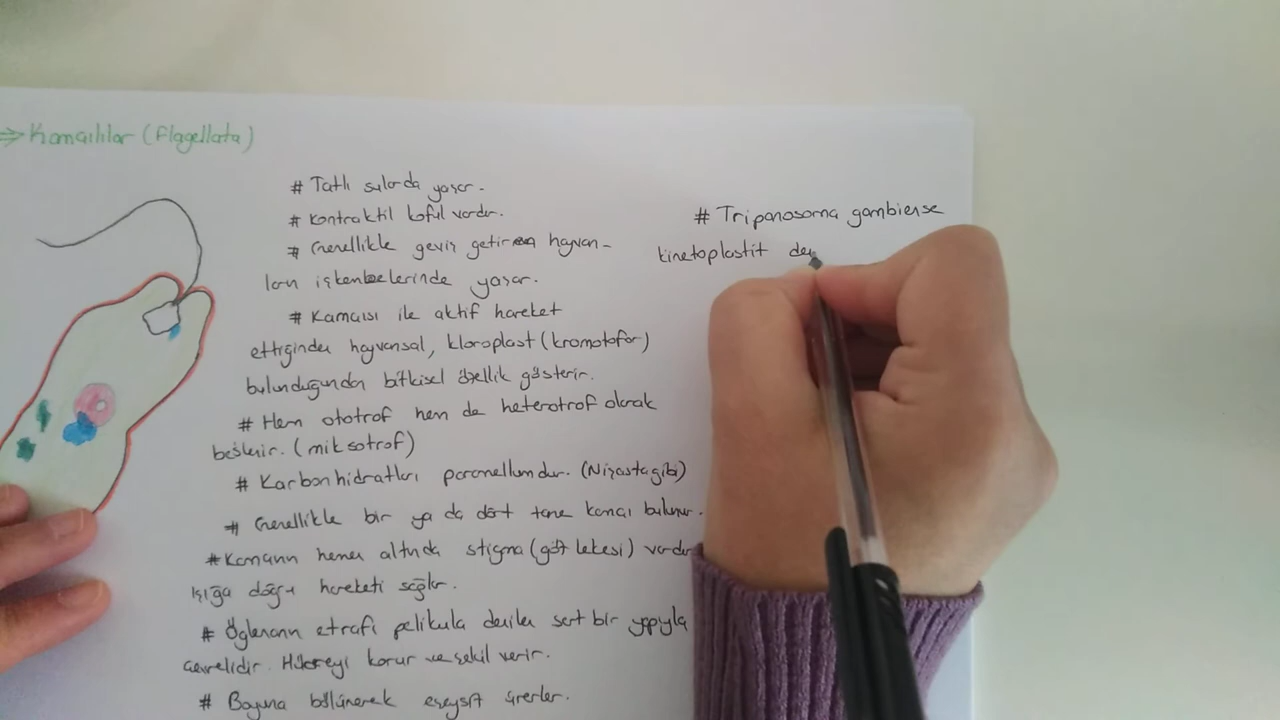 ⇒ Kamçılılar (Flagellata)
# Tatlı sularda yaşar.
# Kontraktil koful vardır.
# Genellikle geviş getiren hayvan-
ların işkembelerinde yaşar.
# Kamçısı ile aktif hareket
ettiğinden hayvansal, kloroplast (kromotofor)
bulunduğundan bitkisel özellik gösterir.
# Hem ototrof hem de heterotrof olarak
beslenir. (miksotrof)
# Karbonhidratları paramellumdur. (Nişasta gibi)
# Genellikle bir ya da dört tane kamçı bulunur.
# Kamçının hemen altında stigma (göz lekesi) vardır
Işığa doğru hareketi sağlar.
# Öglenanın etrafı pelikula denilen sert bir yapıyla
çevrelidir. Hücreyi korur ve şekil verir.
# Boyuna bölünerek eşeysiz ürerler.
# Tripanosoma gambiense
kinetoplastit den